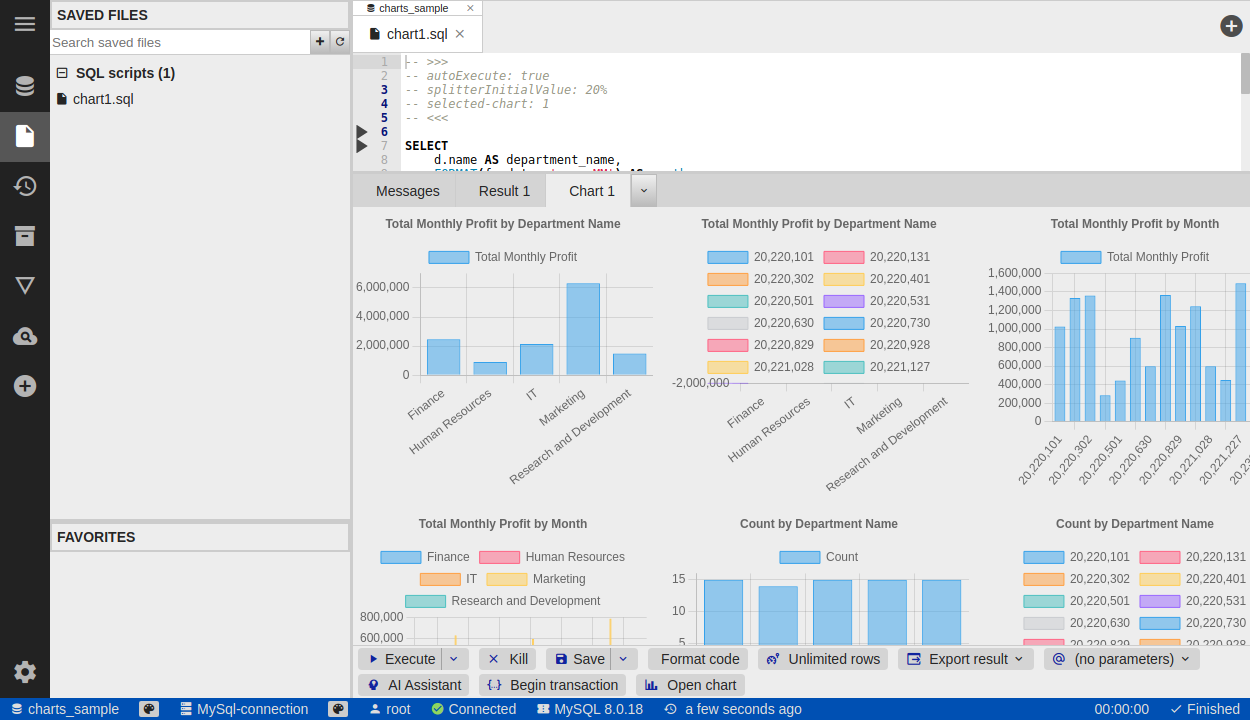 SAVED FILES
Search saved files
SQL scripts (1)
chart1.sql
FAVORITES
charts_sample
chart1.sql
1 -- >>>
2 -- autoExecute: true
3 -- splitterInitialValue: 20%
4 -- selected-chart: 1
5 -- <<<
6
7 SELECT
8 d.name AS department_name,
Messages Result 1 Chart 1
Total Monthly Profit by Department Name
Total Monthly Profit
6,000,000
4,000,000
2,000,000
0
Finance
Human Resources
IT
Marketing
Research and Development
Total Monthly Profit by Department Name
20,220,101 20,220,131
20,220,302 20,220,401
20,220,501 20,220,531
20,220,630 20,220,730
20,220,829 20,220,928
20,221,028 20,221,127
-2,000,000
Finance
Human Resources
IT
Marketing
Research and Development
Total Monthly Profit by Month
Total Monthly Profit
1,600,000
1,400,000
1,200,000
1,000,000
800,000
600,000
400,000
200,000
0
20,220,101
20,220,302
20,220,501
20,220,630
20,220,829
20,221,028
20,221,227
Total Monthly Profit by Month
Finance Human Resources
IT Marketing
Research and Development
800,000
600,000
Count by Department Name
Count
15
10
5
Count by Department Name
20,220,101 20,220,131
20,220,302 20,220,401
20,220,501 20,220,531
20,220,630 20,220,730
20,220,829 20,220,928
Execute Kill Save Format code Unlimited rows Export result (no parameters)
AI Assistant Begin transaction Open chart
charts_sample MySql-connection root Connected MySQL 8.0.18 a few seconds ago 00:00:00 Finished